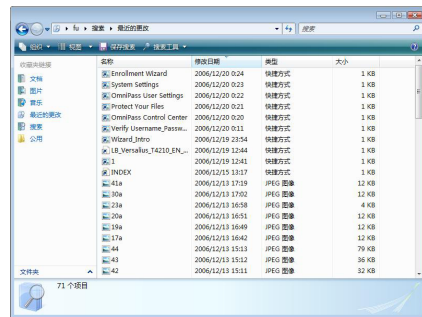 fu ▸ 搜索 ▸ 最近的更改
搜索
组织 视图 保存搜索 搜索工具
收藏夹链接
文档
图片
音乐
最近的更改
搜索
公用
文件夹
名称 修改日期 类型 大小
Enrollment Wizard 2006/12/20 0:24 快捷方式 1 KB
System Settings 2006/12/20 0:23 快捷方式 1 KB
OmniPass User Settings 2006/12/20 0:22 快捷方式 1 KB
Protect Your Files 2006/12/20 0:21 快捷方式 1 KB
OmniPass Control Center 2006/12/20 0:20 快捷方式 1 KB
Verify Username_Passw... 2006/12/20 0:11 快捷方式 1 KB
Wizard_Intro 2006/12/19 23:54 快捷方式 1 KB
LB_Versalius_T4210_EN_... 2006/12/19 12:44 快捷方式 1 KB
1 2006/12/19 12:41 快捷方式 1 KB
INDEX 2006/12/15 13:17 快捷方式 1 KB
41a 2006/12/13 17:19 JPEG 图像 12 KB
30a 2006/12/13 17:02 JPEG 图像 12 KB
23a 2006/12/13 16:58 JPEG 图像 4 KB
20a 2006/12/13 16:51 JPEG 图像 12 KB
19a 2006/12/13 16:49 JPEG 图像 12 KB
17a 2006/12/13 16:42 JPEG 图像 12 KB
44 2006/12/13 15:13 JPEG 图像 79 KB
43 2006/12/13 15:12 JPEG 图像 36 KB
42 2006/12/13 15:11 JPEG 图像 32 KB
71 个项目